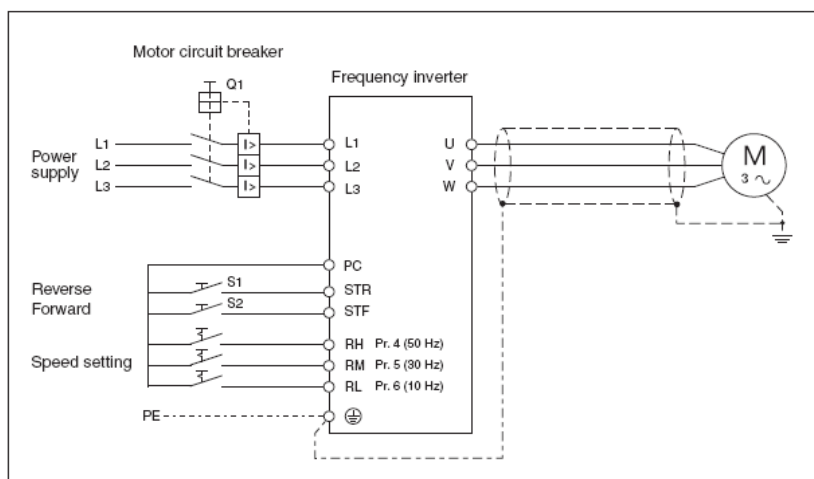 Motor circuit breaker
Q1
Frequency inverter
Power supply
L1
L2
L3
I>
I>
I>
L1
L2
L3
U
V
W
M
3 ~
PC
Reverse
Forward
S1
S2
STR
STF
Speed setting
RH Pr. 4 (50 Hz)
RM Pr. 5 (30 Hz)
RL Pr. 6 (10 Hz)
PE